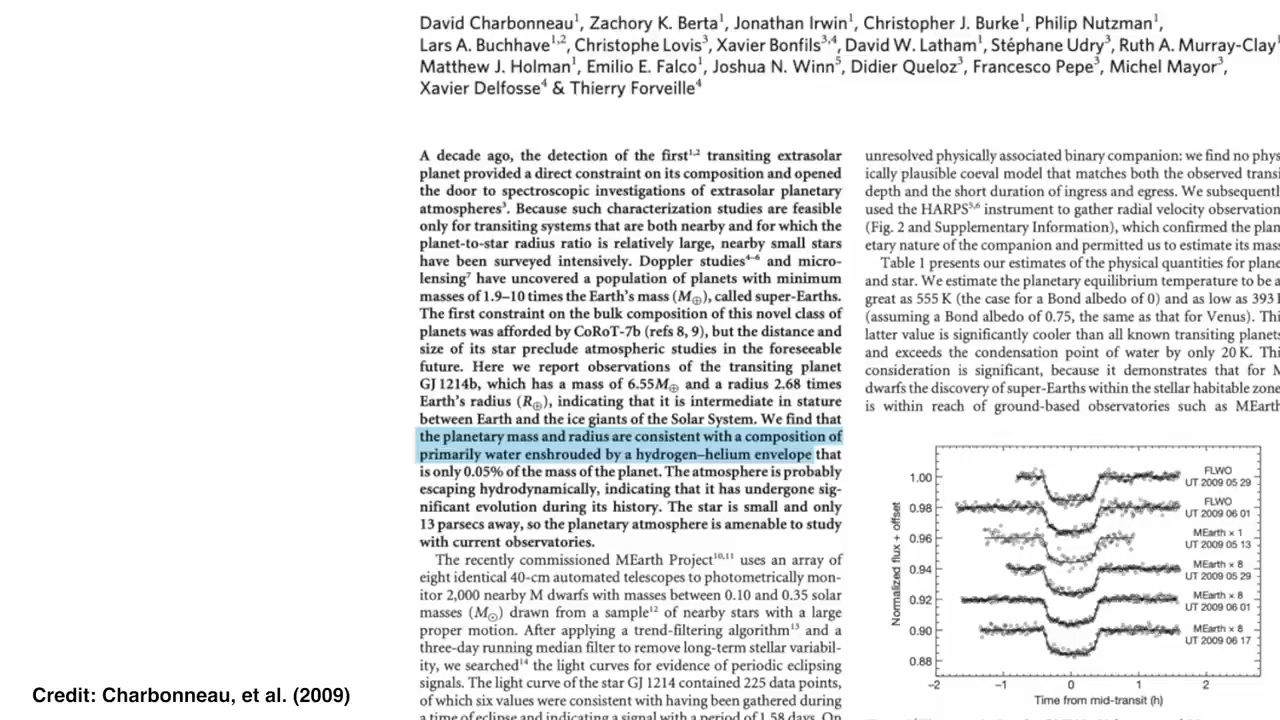 David Charbonneau¹, Zachory K. Berta¹, Jonathan Irwin¹, Christopher J. Burke¹, Philip Nutzman¹,
Lars A. Buchhave¹,², Christophe Lovis³, Xavier Bonfils³,⁴, David W. Latham¹, Stéphane Udry³, Ruth A. Murray-Clay¹
Matthew J. Holman¹, Emilio E. Falco¹, Joshua N. Winn⁵, Didier Queloz³, Francesco Pepe³, Michel Mayor³,
Xavier Delfosse⁴ & Thierry Forveille⁴
A decade ago, the detection of the first¹,² transiting extrasolar
planet provided a direct constraint on its composition and opened
the door to spectroscopic investigations of extrasolar planetary
atmospheres³. Because such characterization studies are feasible
only for transiting systems that are both nearby and for which the
planet-to-star radius ratio is relatively large, nearby small stars
have been surveyed intensively. Doppler studies⁴⁻⁶ and micro-
lensing⁷ have uncovered a population of planets with minimum
masses of 1.9–10 times the Earth's mass (M⊕), called super-Earths.
The first constraint on the bulk composition of this novel class of
planets was afforded by CoRoT-7b (refs 8, 9), but the distance and
size of its star preclude atmospheric studies in the foreseeable
future. Here we report observations of the transiting planet
GJ 1214b, which has a mass of 6.55M⊕ and a radius 2.68 times
Earth's radius (R⊕), indicating that it is intermediate in stature
between Earth and the ice giants of the Solar System. We find that
the planetary mass and radius are consistent with a composition of
primarily water enshrouded by a hydrogen–helium envelope that
is only 0.05% of the mass of the planet. The atmosphere is probably
escaping hydrodynamically, indicating that it has undergone sig-
nificant evolution during its history. The star is small and only
13 parsecs away, so the planetary atmosphere is amenable to study
with current observatories.
The recently commissioned MEarth Project¹⁰,¹¹ uses an array of
eight identical 40-cm automated telescopes to photometrically mon-
itor 2,000 nearby M dwarfs with masses between 0.10 and 0.35 solar
masses (M⊙) drawn from a sample¹² of nearby stars with a large
proper motion. After applying a trend-filtering algorithm¹³ and a
three-day running median filter to remove long-term stellar variabil-
ity, we searched¹⁴ the light curves for evidence of periodic eclipsing
signals. The light curve of the star GJ 1214 contained 225 data points,
of which six values were consistent with having been gathered during
a time of eclipse and indicating a signal with a period of 1.58 days. On
unresolved physically associated binary companion: we find no phys
ically plausible coeval model that matches both the observed transi
depth and the short duration of ingress and egress. We subsequentl
used the HARPS⁵,⁶ instrument to gather radial velocity observation
(Fig. 2 and Supplementary Information), which confirmed the plan
etary nature of the companion and permitted us to estimate its mass
Table 1 presents our estimates of the physical quantities for plane
and star. We estimate the planetary equilibrium temperature to be a
great as 555 K (the case for a Bond albedo of 0) and as low as 393
(assuming a Bond albedo of 0.75, the same as that for Venus). Thi
latter value is significantly cooler than all known transiting planets
and exceeds the condensation point of water by only 20 K. Thi
consideration is significant, because it demonstrates that for M
dwarfs the discovery of super-Earths within the stellar habitable zone
is within reach of ground-based observatories such as MEarth
Normalized flux + offset
1.00
0.98
0.96
0.94
0.92
0.90
0.88
FLWO
UT 2009 05 29
FLWO
UT 2009 06 01
MEarth × 1
UT 2009 05 13
MEarth × 8
UT 2009 05 29
MEarth × 8
UT 2009 06 01
MEarth × 8
UT 2009 06 17
−2 −1 0 1 2
Time from mid-transit (h)
Credit: Charbonneau, et al. (2009)